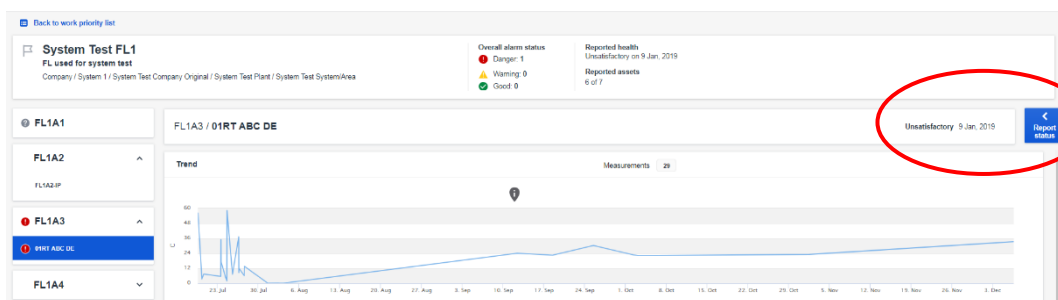 Back to work priority list
System Test FL1
FL used for system test
Company / System 1 / System Test Company Original / System Test Plant / System Test System/Area
Overall alarm status
Danger: 1
Warning: 0
Good: 0
Reported health
Unsatisfactory on 9 Jan, 2019
Reported assets
6 of 7
FL1A1
FL1A2
FL1A2-IP
FL1A3
01RT ABC DE
FL1A4
FL1A3 / 01RT ABC DE
Unsatisfactory 9 Jan, 2019
Report status
Trend
Measurements 29
60
48
36
24
12
0
C
23. Jul 30. Jul 6. Aug 13. Aug 20. Aug 27. Aug 3. Sep 10. Sep 17. Sep 24. Sep 1. Oct 8. Oct 15. Oct 22. Oct 29. Oct 5. Nov 12. Nov 19. Nov 26. Nov 3. Dec